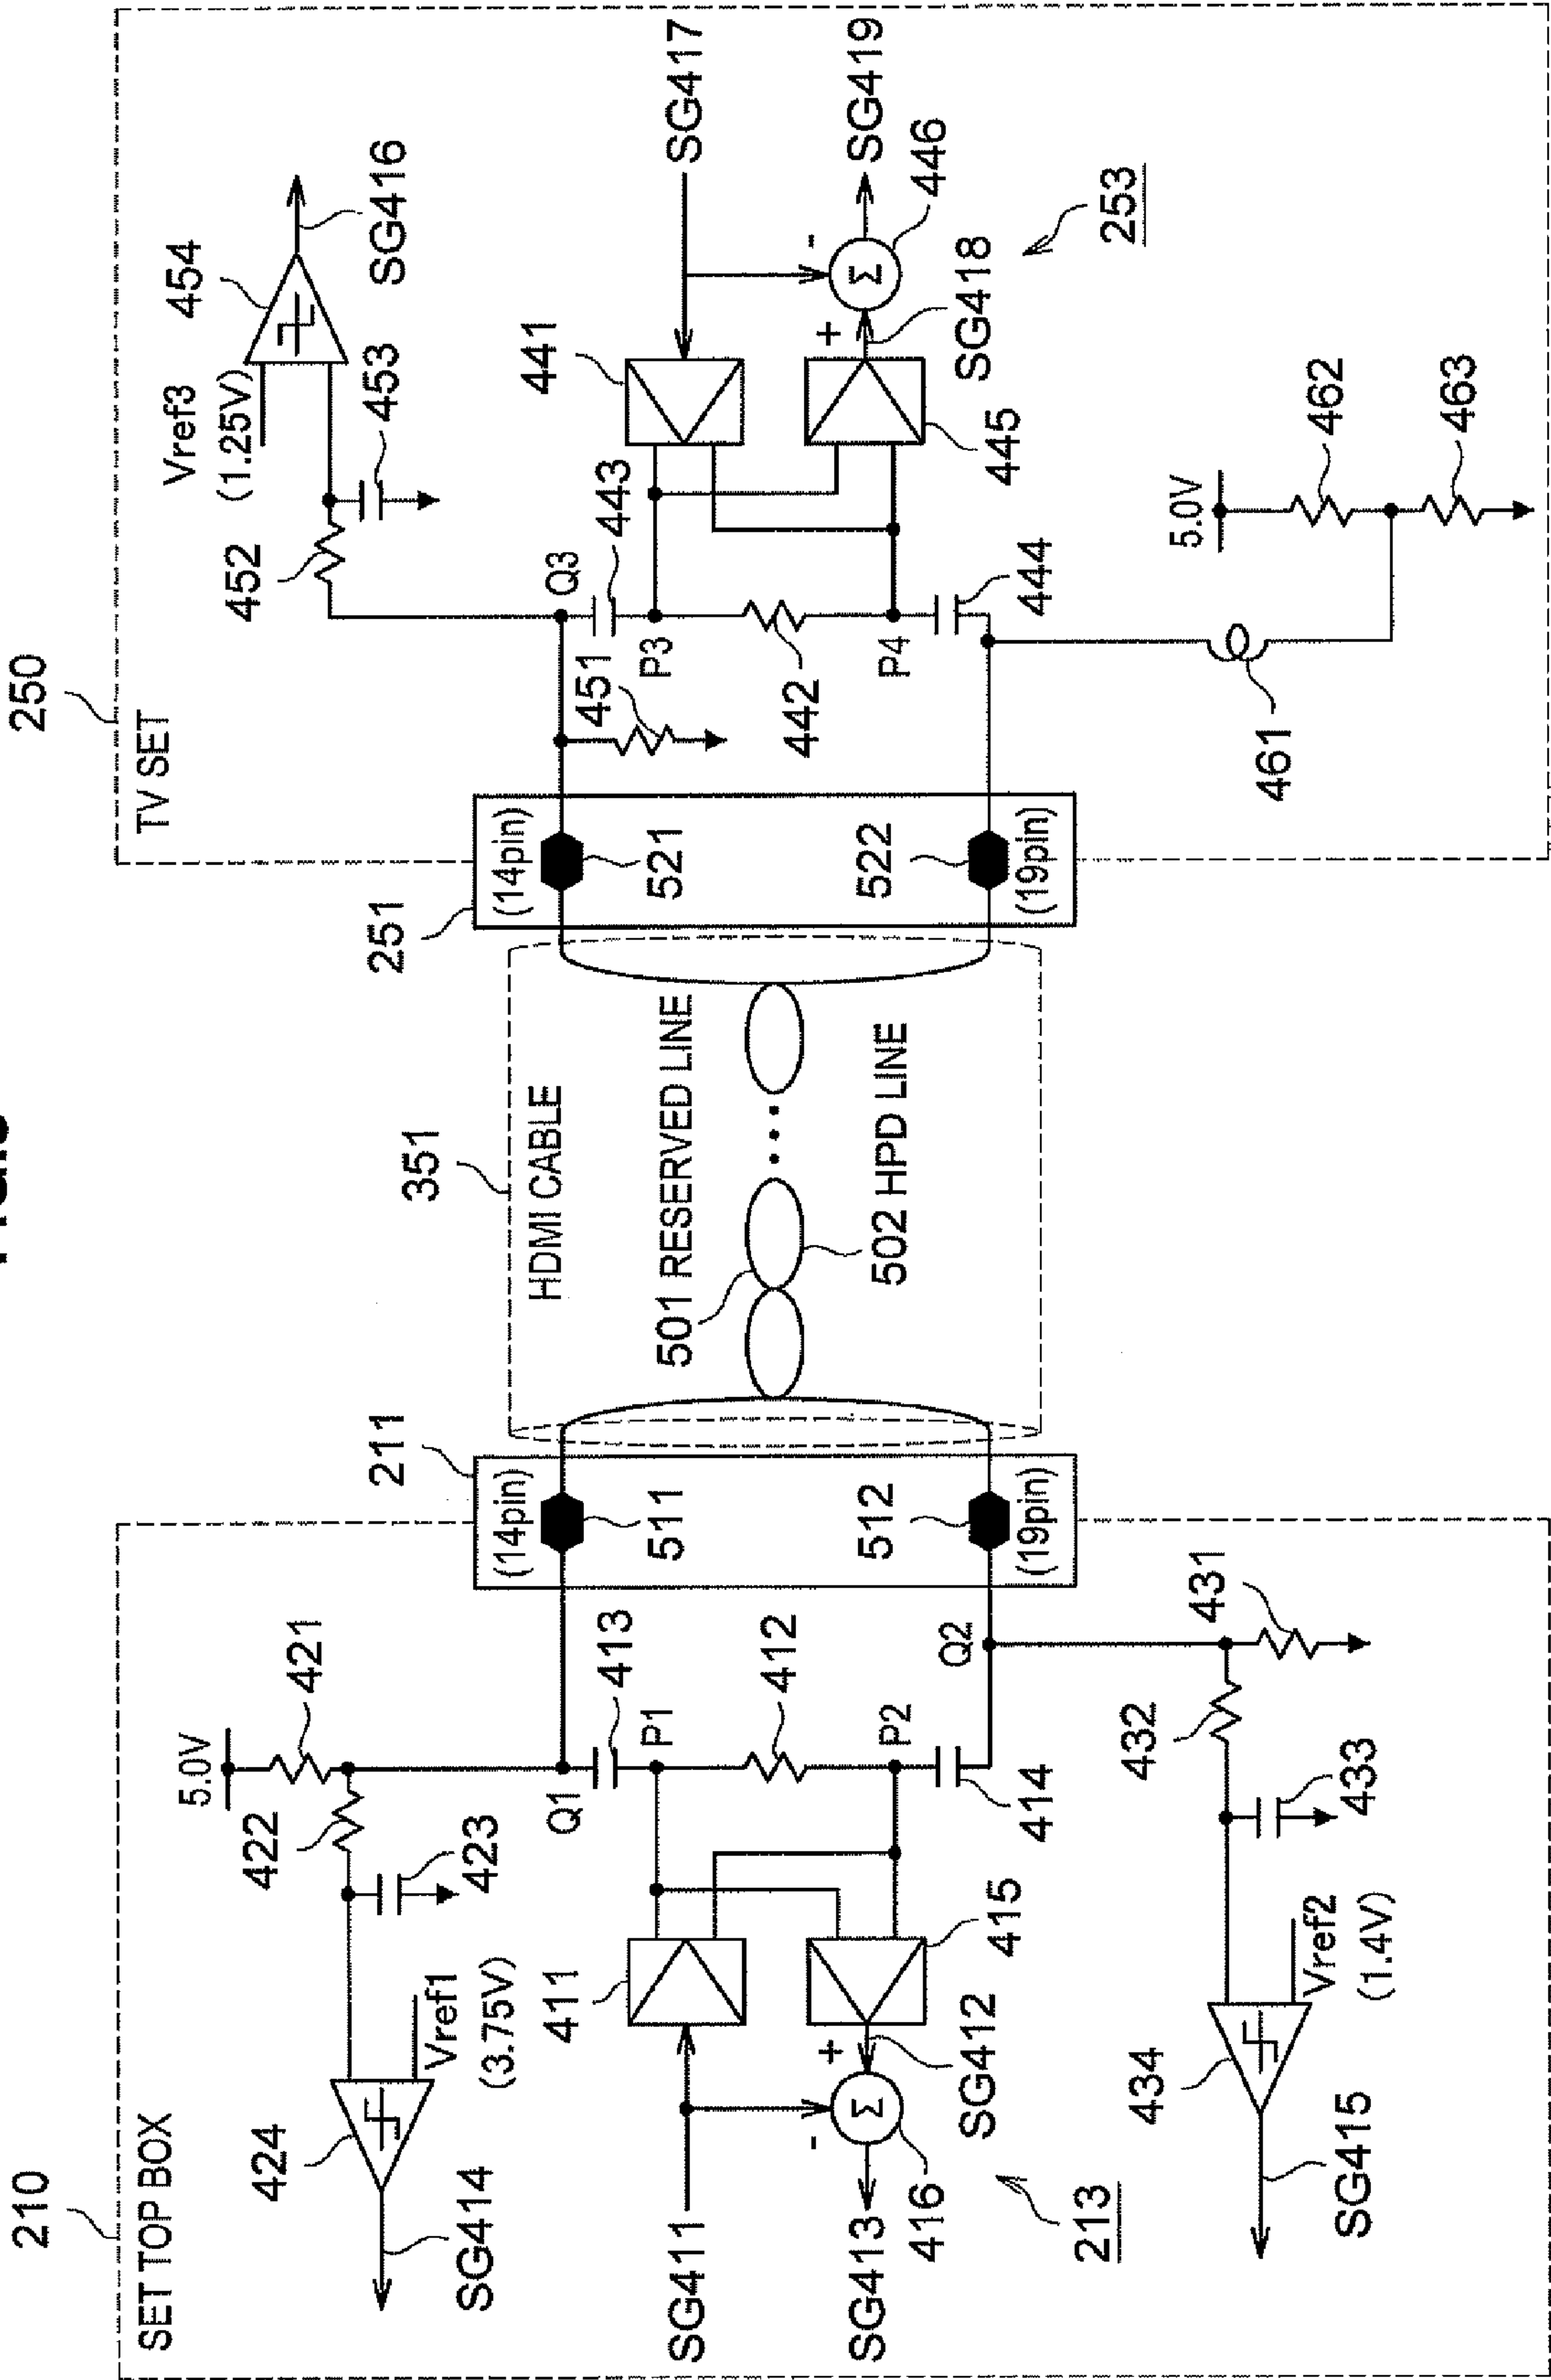 210
SET TOP BOX
250
TV SET
5.0V
421
422
423
424
Vref1
(3.75V)
SG414
Q1
413
P1
412
P2
414
Q2
411
415
SG411
SG412
+
-
Σ
416
SG413
213
431
432
433
434
Vref2
(1.4V)
SG415
211
(14pin)
511
512
(19pin)
351
HDMI CABLE
501 RESERVED LINE
502 HPD LINE
251
(14pin)
521
522
(19pin)
Vref3
(1.25V)
454
SG416
453
452
Q3
443
451
P3
442
P4
444
441
445
SG417
SG418
+
-
Σ
446
SG419
253
5.0V
462
463
461